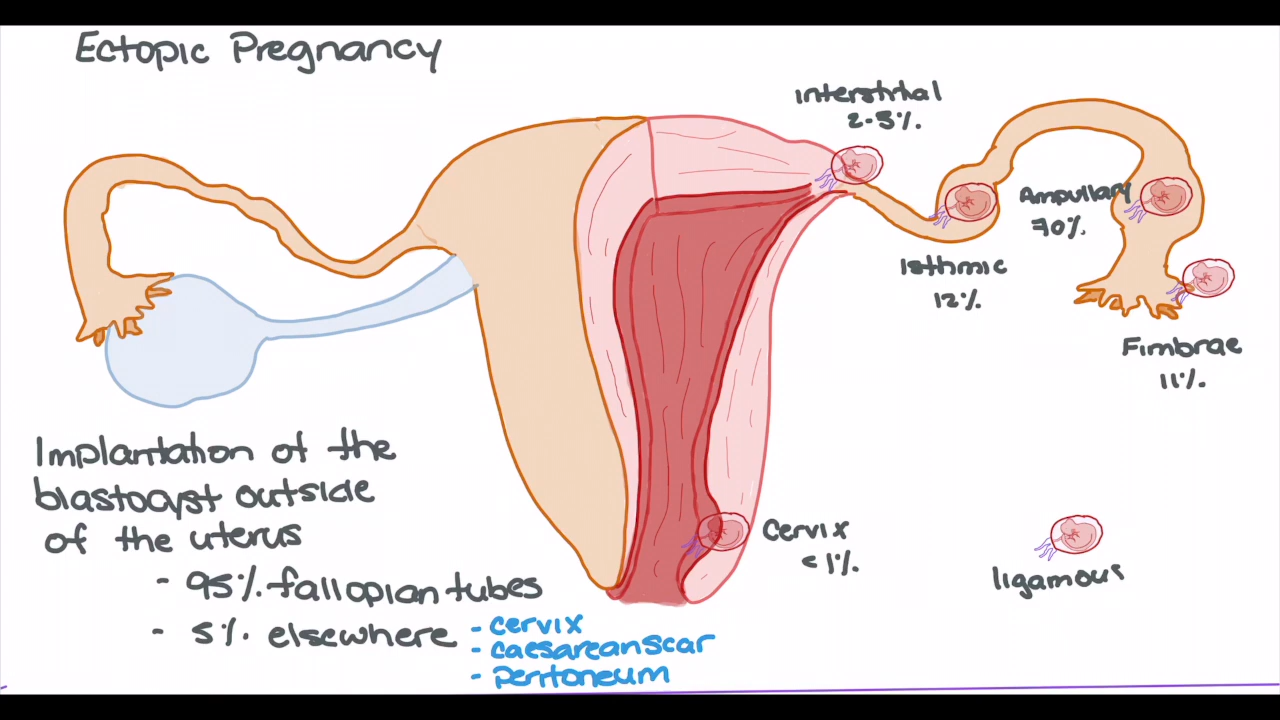 Ectopic Pregnancy
Interstitial
2-5%.
Ampullary
70%.
Isthmic
12%.
Fimbrae
11%.
Implantation of the
blastocyst outside
of the uterus
- 95%. fallopian tubes
- 5%. elsewhere
- cervix
- caesarean scar
- peritoneum
Cervix
<1%.
ligamous